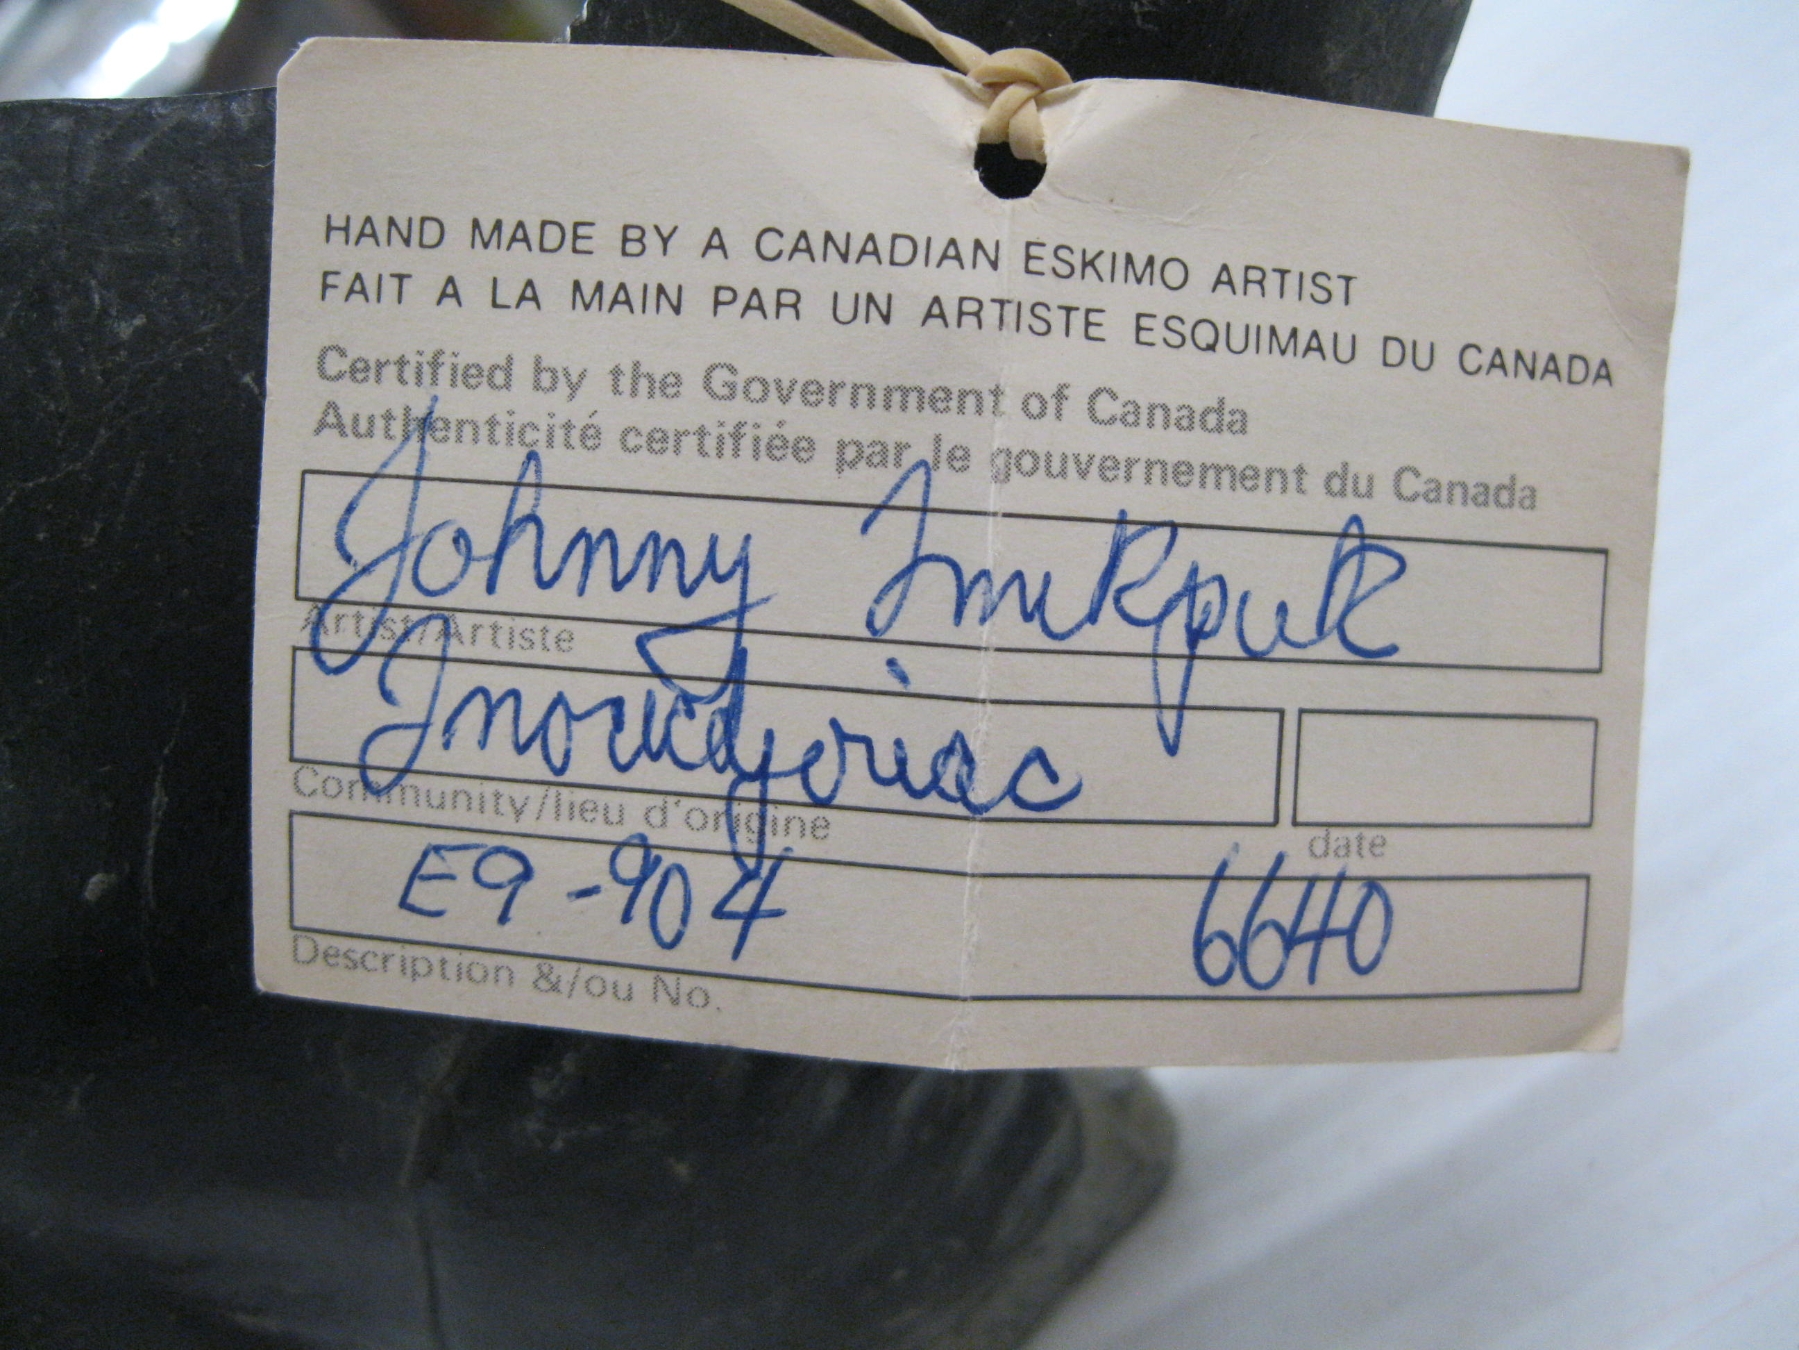 HAND MADE BY A CANADIAN ESKIMO ARTIST
FAIT A LA MAIN PAR UN ARTISTE ESQUIMAU DU CANADA
Certified by the Government of Canada
Authenticité certifiée par le gouvernement du Canada
Johnny Inukpuk
Artist/Artiste
Inoucdjouac
Community/lieu d'origine
date
E9-904 6640
Description &/ou No.